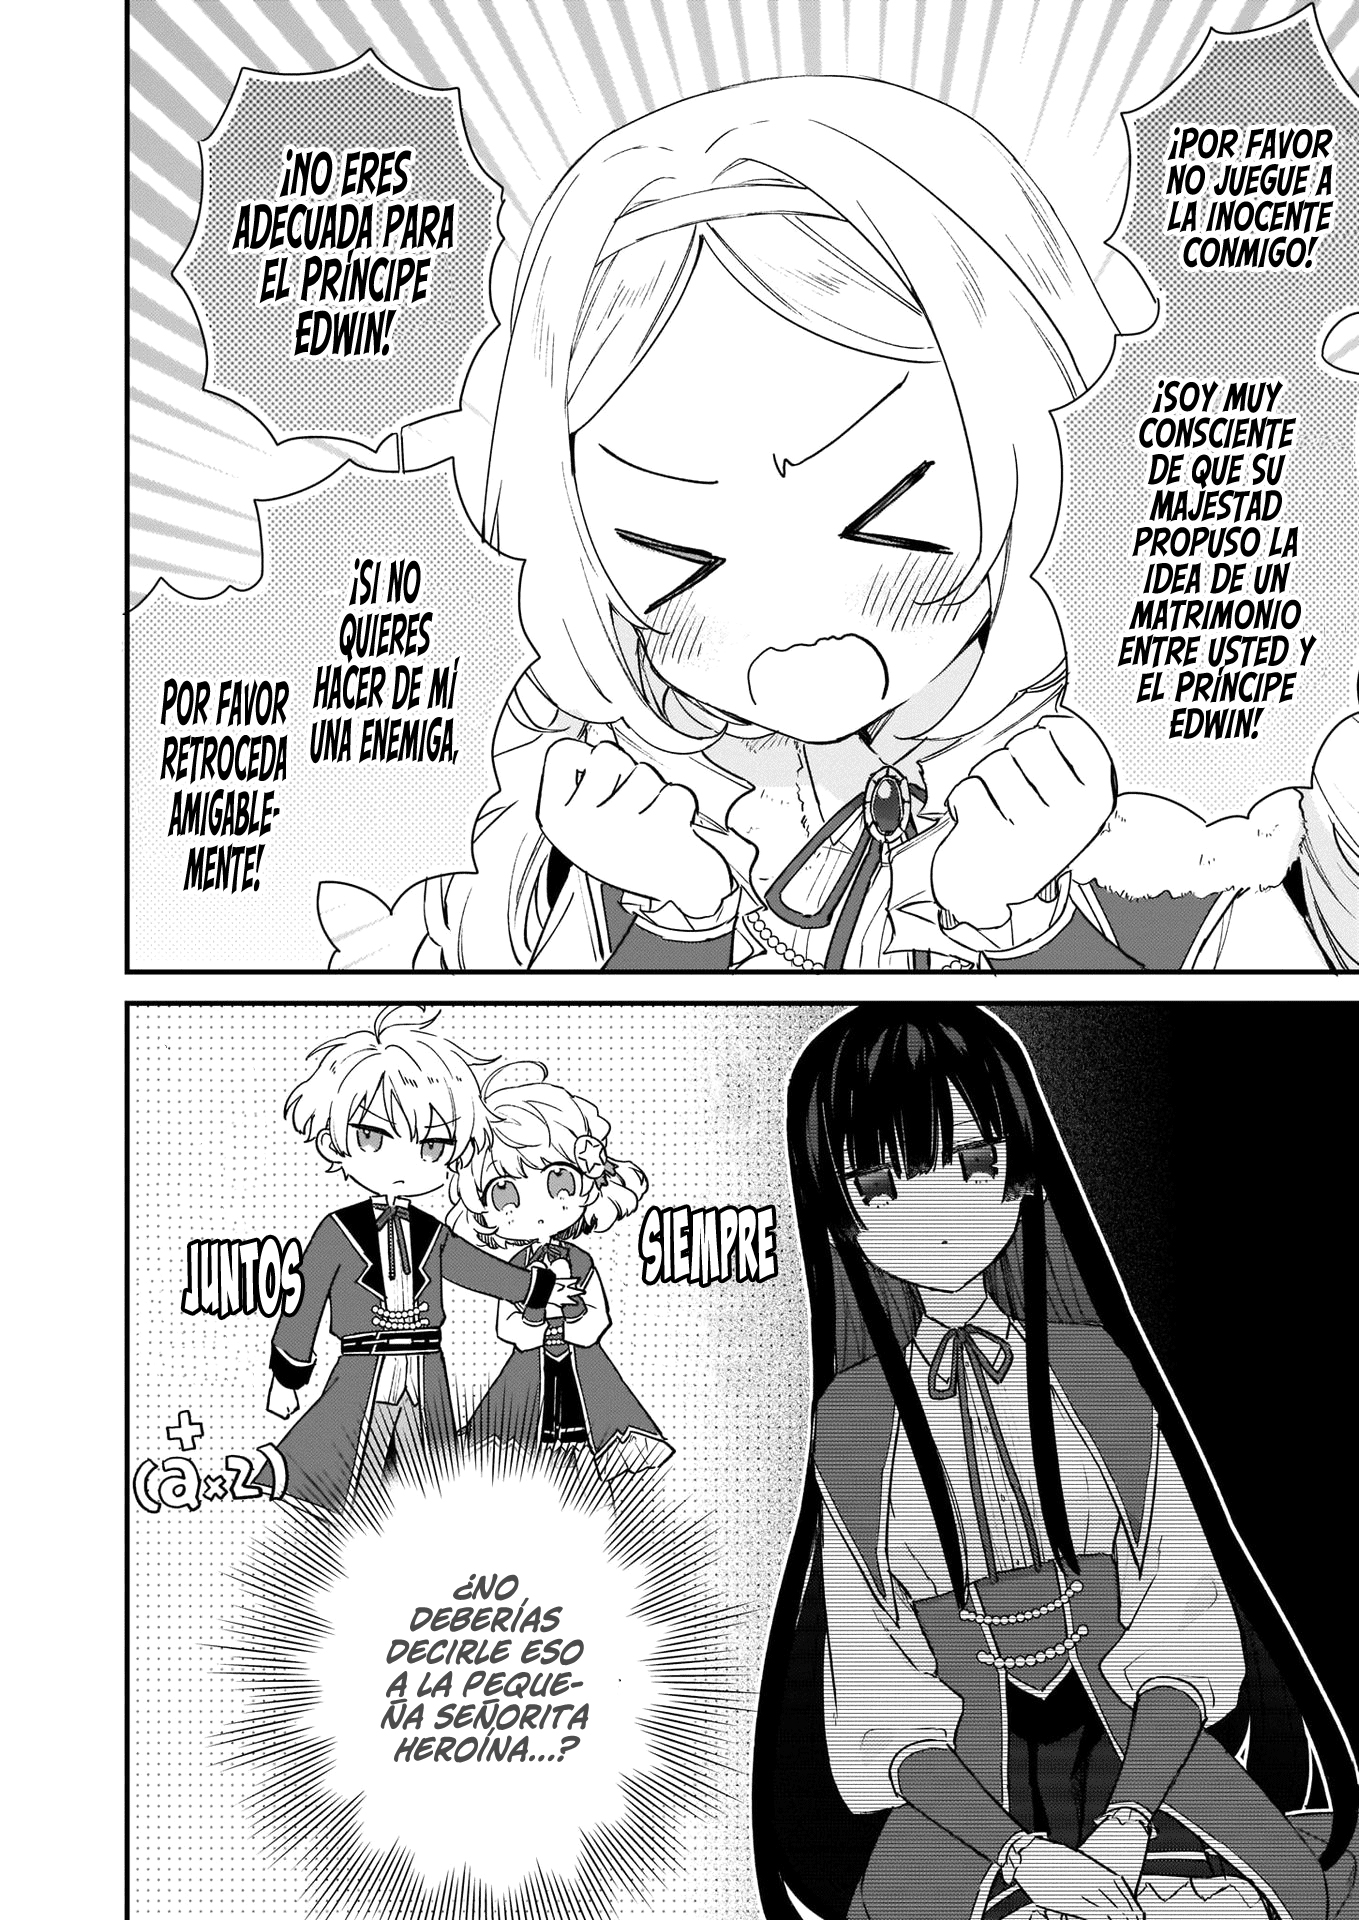 ¡POR FAVOR
NO JUEGUE A
LA INOCENTE
CONMIGO!
¡SOY MUY
CONSCIENTE
DE QUE SU
MAJESTAD
PROPUSO LA
IDEA DE UN
MATRIMONIO
ENTRE USTED Y
EL PRÍNCIPE
EDWIN!
¡NO ERES
ADECUADA PARA
EL PRÍNCIPE
EDWIN!
¡SI NO
QUIERES
HACER DE MÍ
UNA ENEMIGA,
POR FAVOR
RETROCEDA
AMIGABLE-
MENTE!
SIEMPRE
JUNTOS
+
(a×z)
¿NO
DEBERÍAS
DECIRLE ESO
A LA PEQUE-
ÑA SEÑORITA
HEROÍNA...?